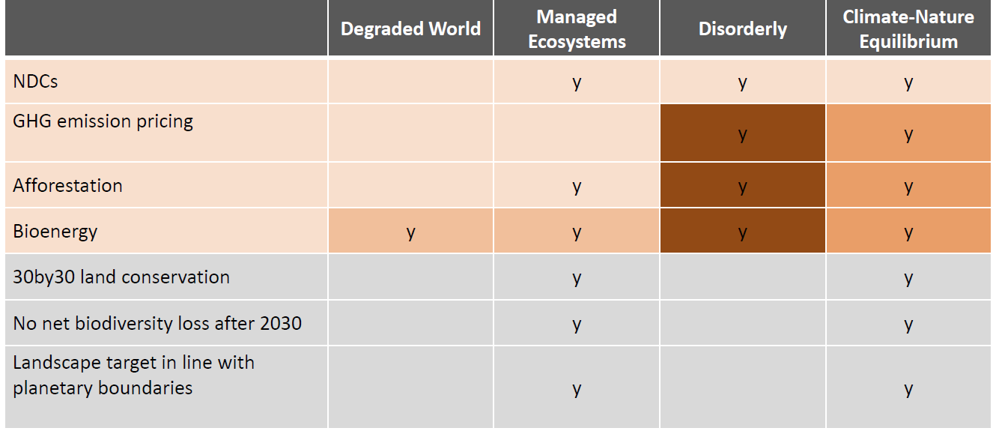 Degraded World
Managed
Ecosystems
Disorderly
Climate-Nature
Equilibrium
NDCs
y
y
y
GHG emission pricing
y
y
Afforestation
y
y
y
Bioenergy
y
y
y
y
30by30 land conservation
y
y
No net biodiversity loss after 2030
y
y
Landscape target in line with
planetary boundaries
y
y